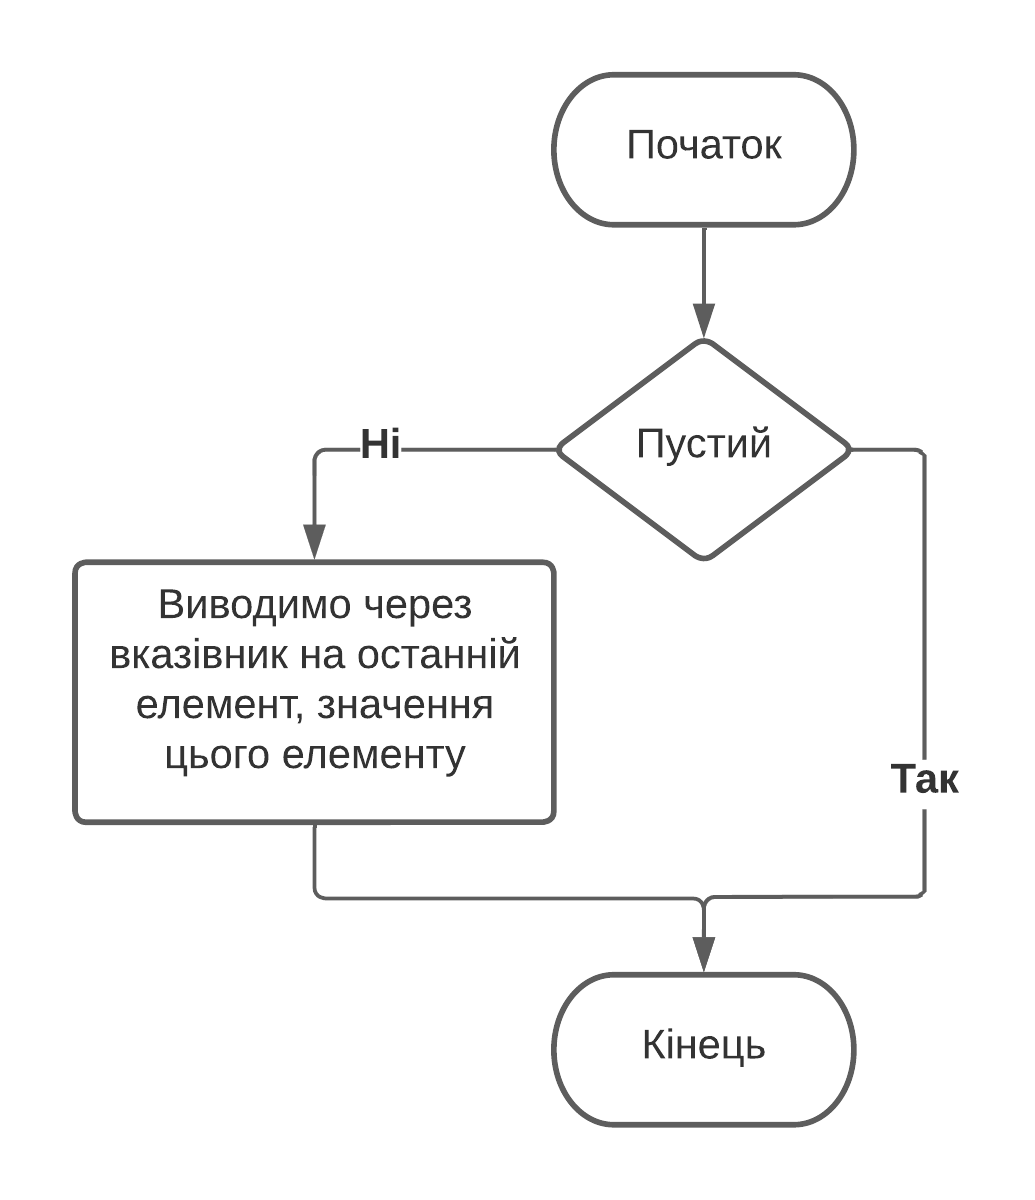 Початок
Пустий
Ні
Виводимо через
вказівник на останній
елемент, значення
цього елементу
Так
Кінець